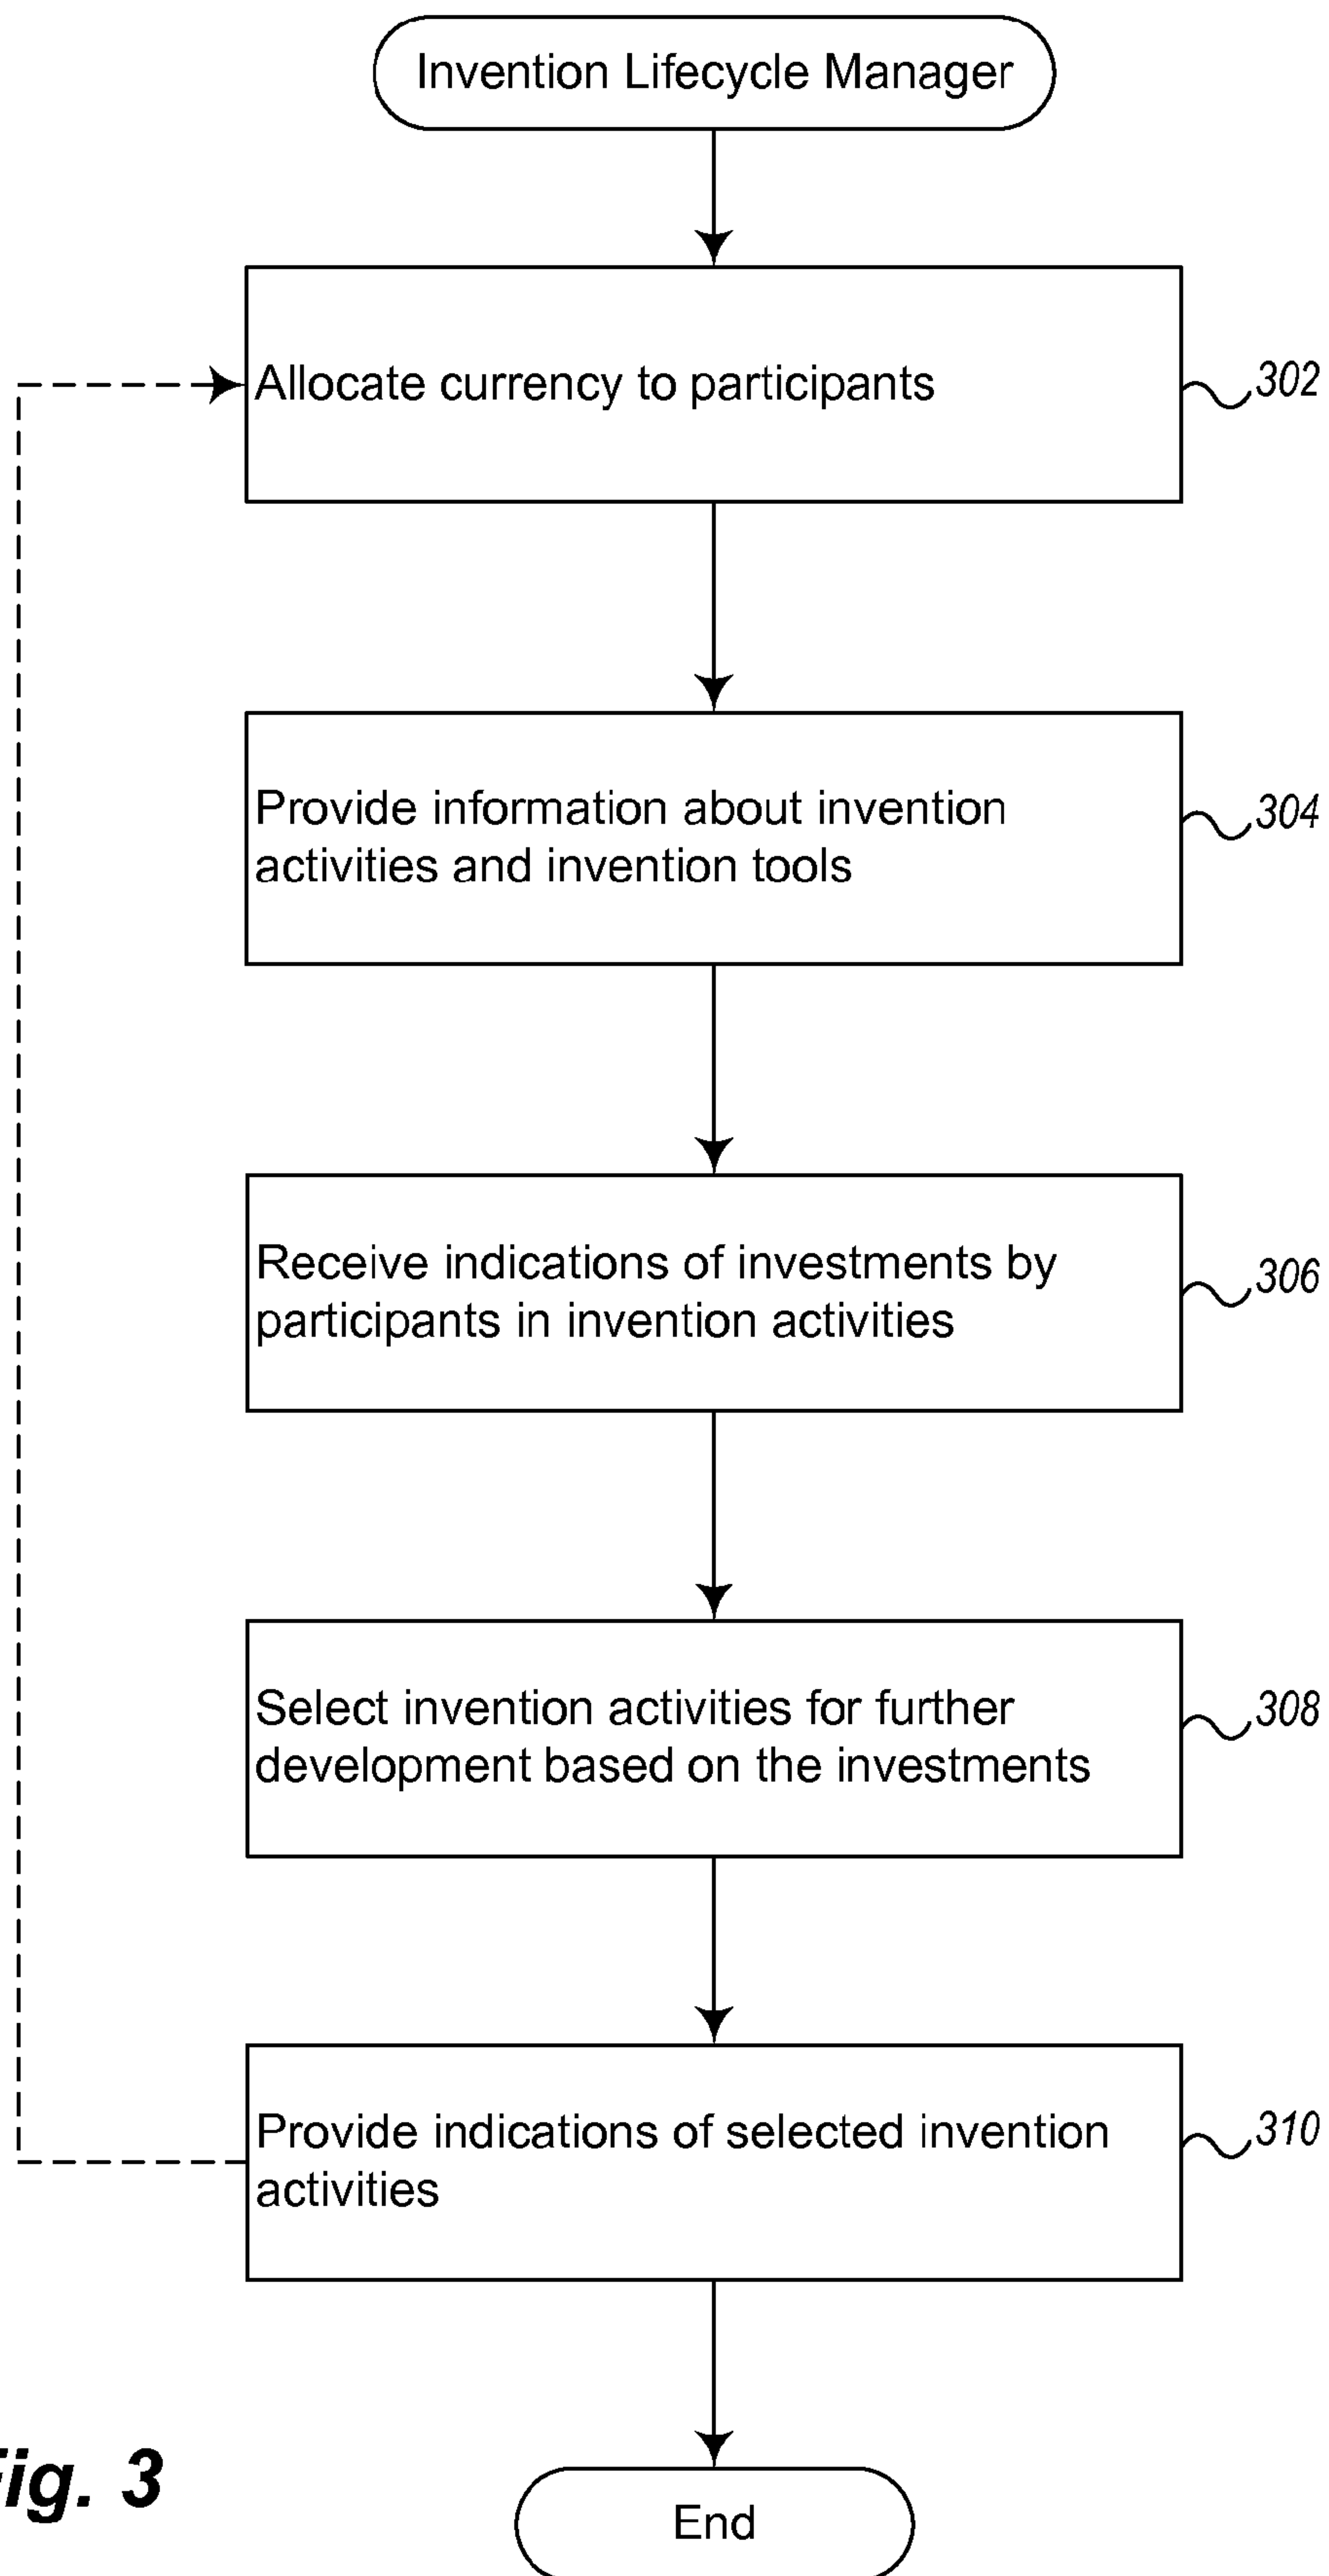 Invention Lifecycle Manager
Allocate currency to participants
302
Provide information about invention
activities and invention tools
304
Receive indications of investments by
participants in invention activities
306
Select invention activities for further
development based on the investments
308
Provide indications of selected invention
activities
310
Fig. 3
End